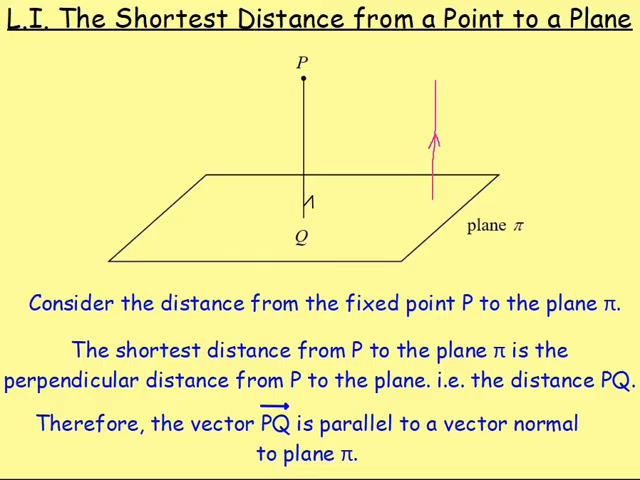 L.I. The Shortest Distance from a Point to a Plane
P
Q
plane π
Consider the distance from the fixed point P to the plane π.
The shortest distance from P to the plane π is the
perpendicular distance from P to the plane. i.e. the distance PQ.
Therefore, the vector PQ is parallel to a vector normal
to plane π.